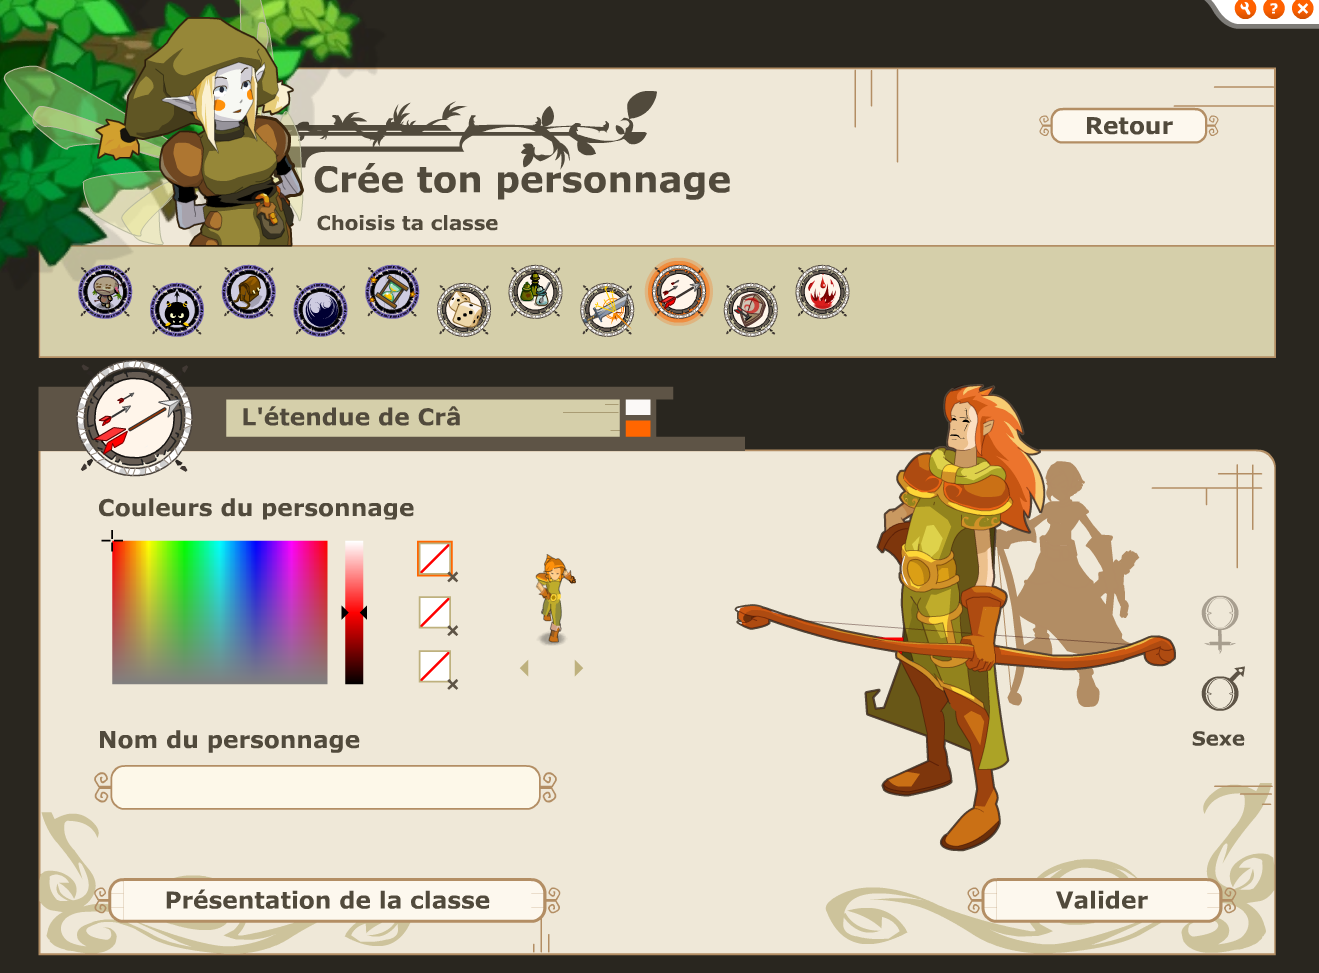 ?
Retour
Crée ton personnage
Choisis ta classe
L'étendue de Crâ
Couleurs du personnage
Nom du personnage
Sexe
Présentation de la classe
Valider